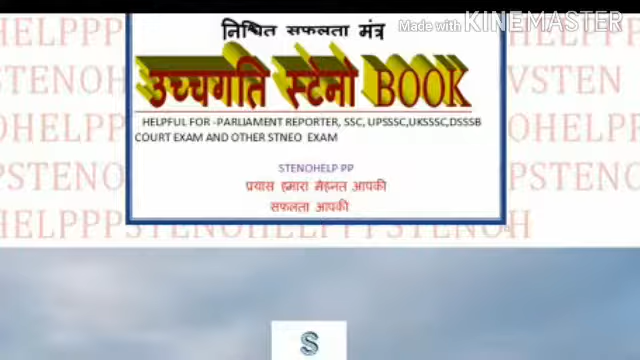 Made with KINEMASTER
निश्चित सफलता मंत्र
उच्चगति स्टेनो BOOK
HELPFUL FOR -PARLIAMENT REPORTER, SSC, UPSSSC,UKSSSC,DSSSB
COURT EXAM AND OTHER STNEO EXAM
STENOHELP PP
प्रयास हमारा मेहनत आपकी
सफलता आपकी
HELPPPSTENOHELPPPSTENOH
S